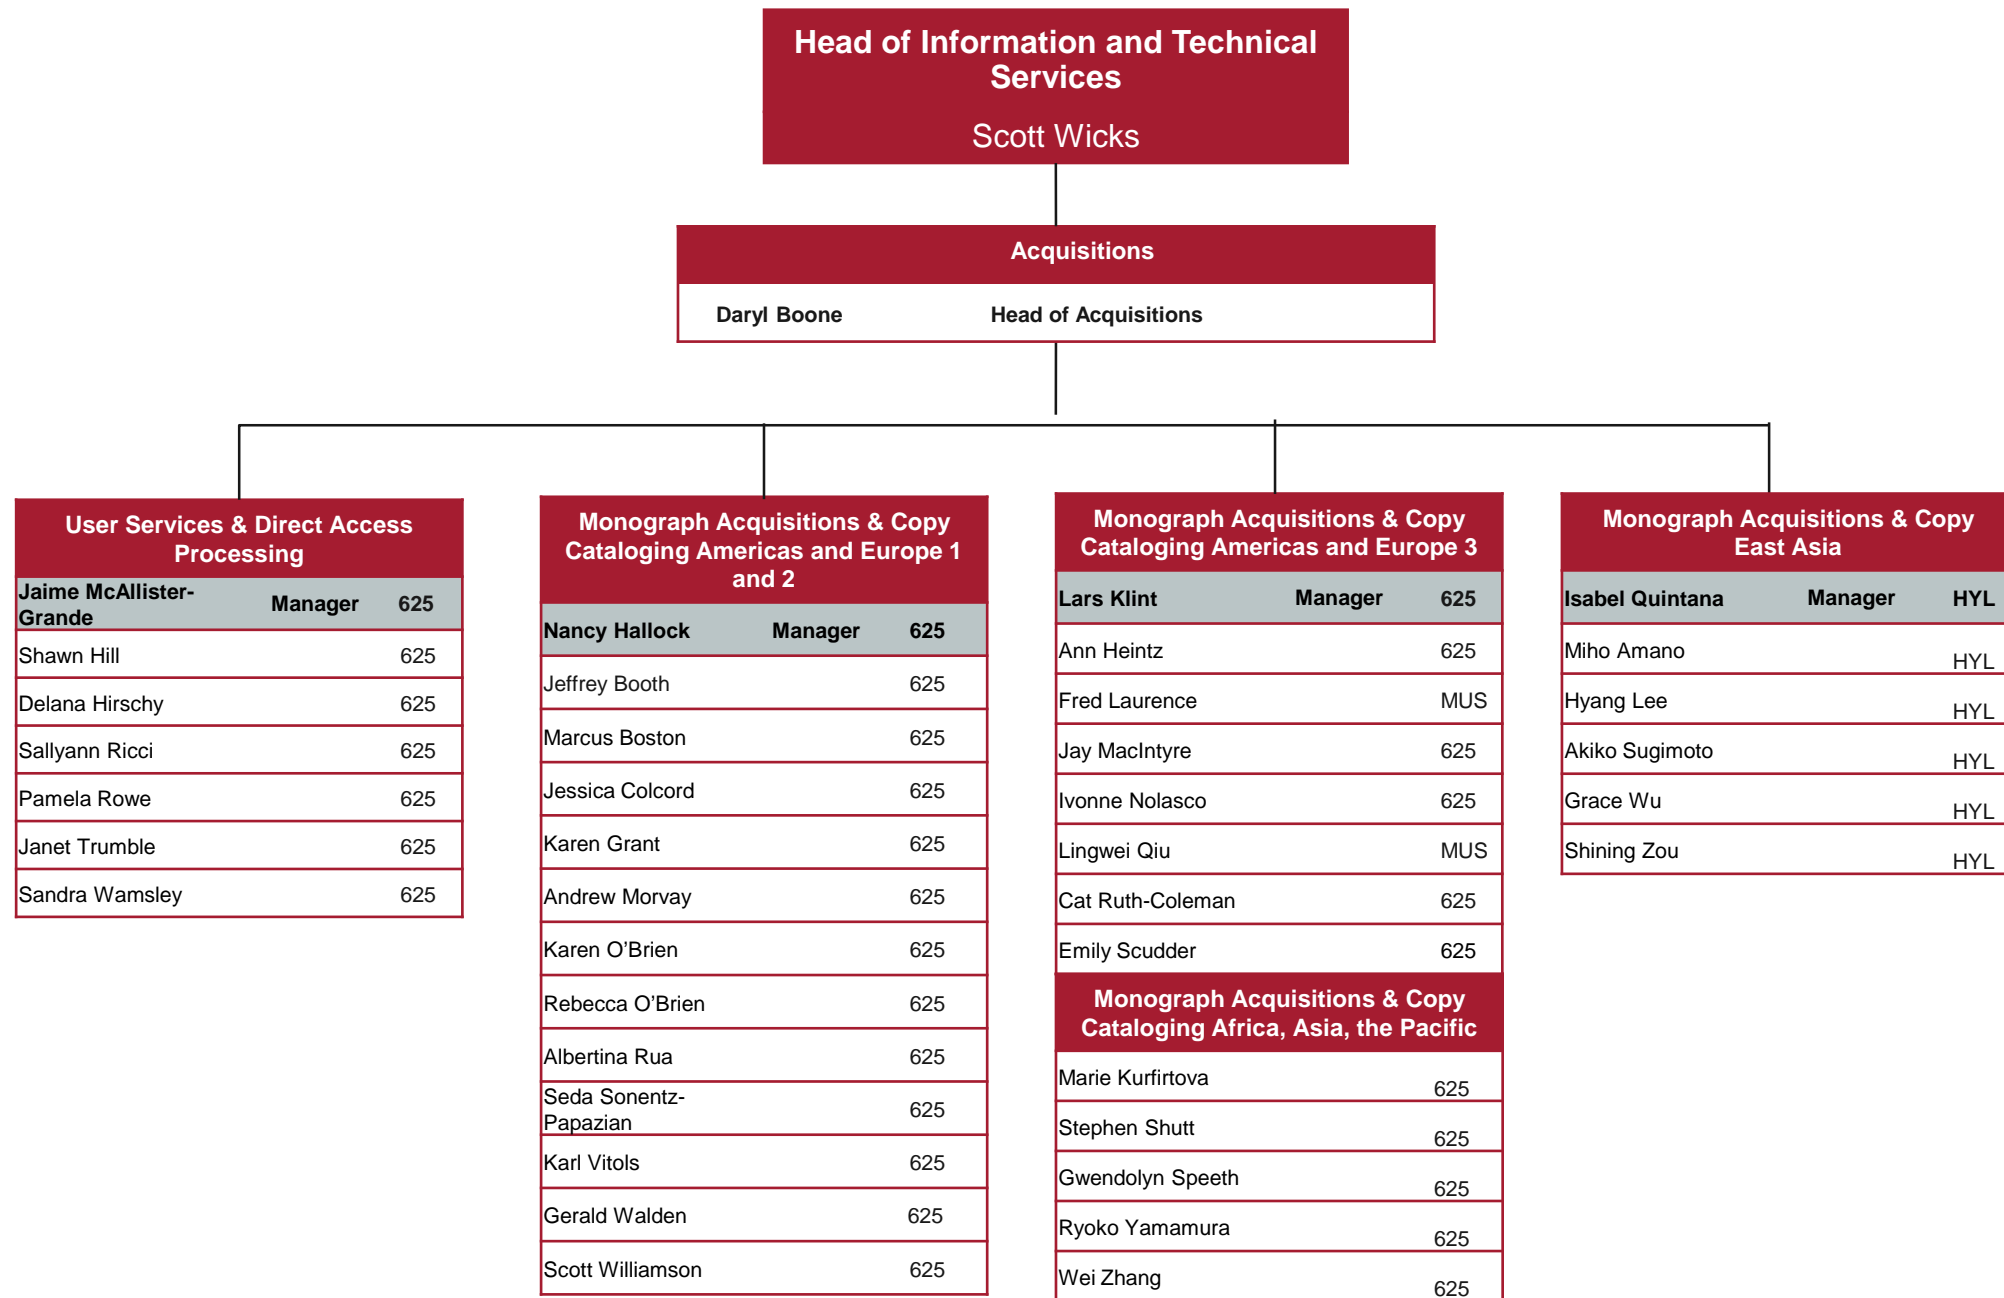 Head of Information and Technical
Services
Scott Wicks
Acquisitions
Daryl Boone Head of Acquisitions
User Services & Direct Access
Processing
Jaime McAllister-
Grande Manager 625
Shawn Hill 625
Delana Hirschy 625
Sallyann Ricci 625
Pamela Rowe 625
Janet Trumble 625
Sandra Wamsley 625
Monograph Acquisitions & Copy
Cataloging Americas and Europe 1
and 2
Nancy Hallock Manager 625
Jeffrey Booth 625
Marcus Boston 625
Jessica Colcord 625
Karen Grant 625
Andrew Morvay 625
Karen O’Brien 625
Rebecca O’Brien 625
Albertina Rua 625
Seda Sonentz-
Papazian 625
Karl Vitols 625
Gerald Walden 625
Scott Williamson 625
Monograph Acquisitions & Copy
Cataloging Americas and Europe 3
Lars Klint Manager 625
Ann Heintz 625
Fred Laurence MUS
Jay MacIntyre 625
Ivonne Nolasco 625
Lingwei Qiu MUS
Cat Ruth-Coleman 625
Emily Scudder 625
Monograph Acquisitions & Copy
Cataloging Africa, Asia, the Pacific
Marie Kurfirtova 625
Stephen Shutt 625
Gwendolyn Speeth 625
Ryoko Yamamura 625
Wei Zhang 625
Monograph Acquisitions & Copy
East Asia
Isabel Quintana Manager HYL
Miho Amano HYL
Hyang Lee HYL
Akiko Sugimoto HYL
Grace Wu HYL
Shining Zou HYL